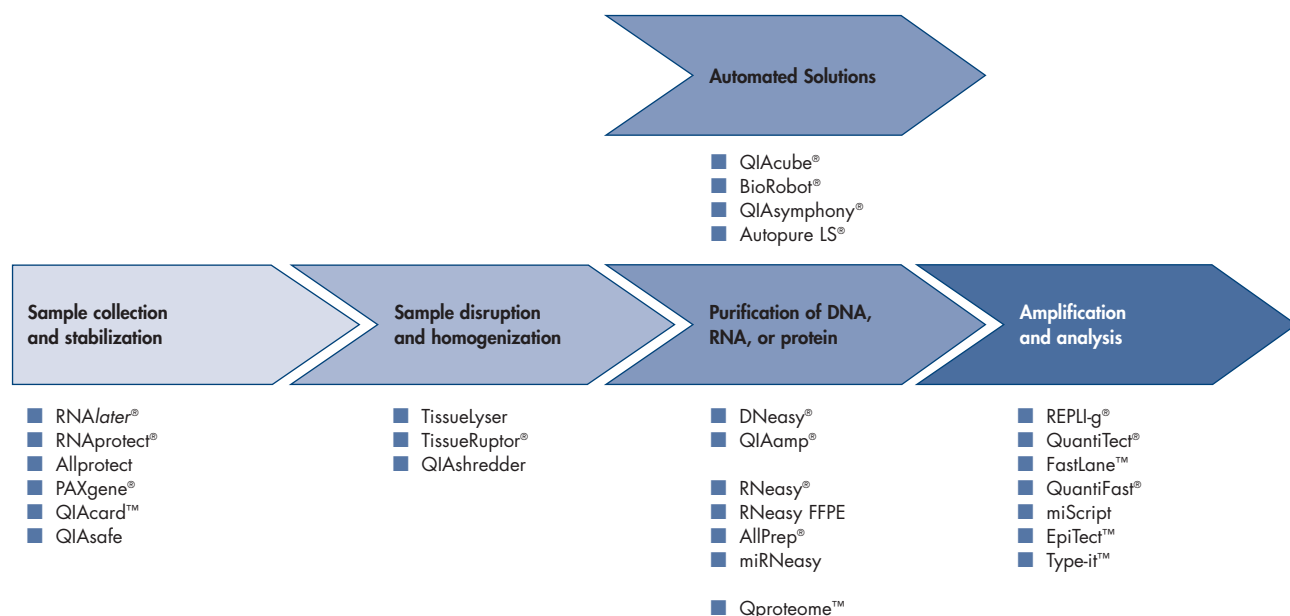 Automated Solutions
QIAcube®
BioRobot®
QIAsymphony®
Autopure LS®
Sample collection
and stabilization
Sample disruption
and homogenization
Purification of DNA,
RNA, or protein
Amplification
and analysis
RNAlater®
RNAprotect®
Allprotect
PAXgene®
QIAcard™
QIAsafe
TissueLyser
TissueRuptor®
QIAshredder
DNeasy®
QIAamp®
RNeasy®
RNeasy FFPE
AllPrep®
miRNeasy
Qproteome™
REPLI-g®
QuantiTect®
FastLane™
QuantiFast®
miScript
EpiTect™
Type-it™